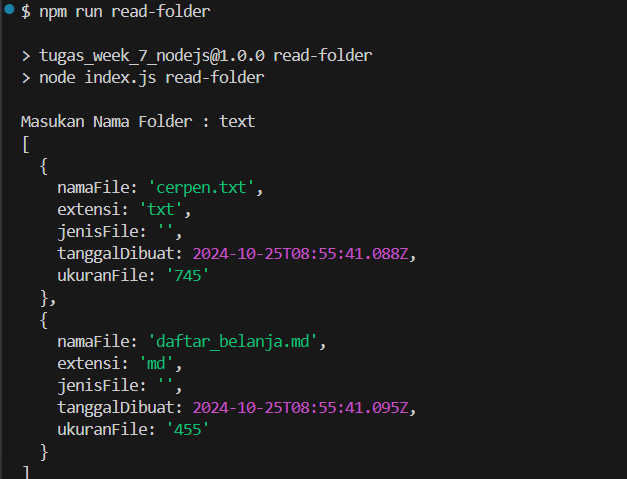 $ npm run read-folder
> tugas_week_7_nodejs@1.0.0 read-folder
> node index.js read-folder
Masukan Nama Folder : text
[
  {
    namaFile: 'cerpen.txt',
    extensi: 'txt',
    jenisFile: '',
    tanggalDibuat: 2024-10-25T08:55:41.088Z,
    ukuranFile: '745'
  },
  {
    namaFile: 'daftar_belanja.md',
    extensi: 'md',
    jenisFile: '',
    tanggalDibuat: 2024-10-25T08:55:41.095Z,
    ukuranFile: '455'
  }
]